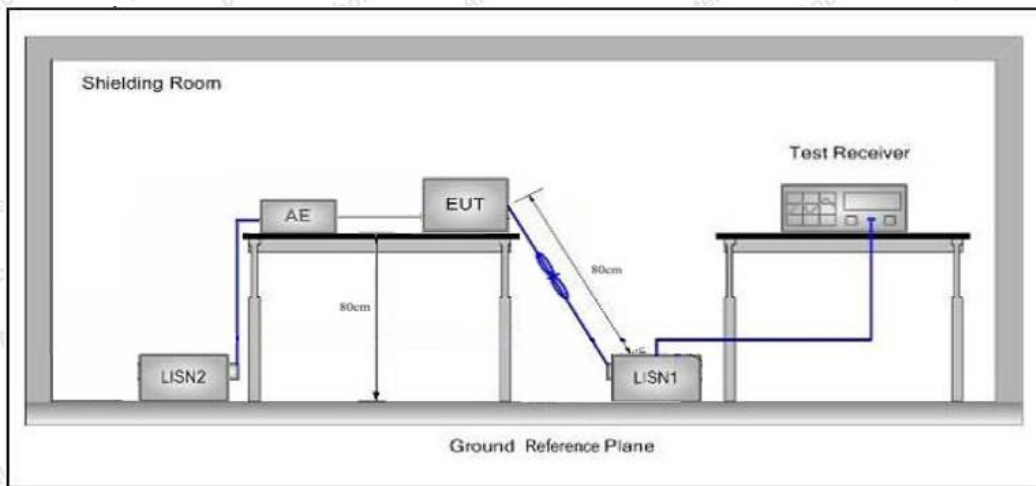 Shielding Room
Test Receiver
AE
EUT
80cm
80cm
LISN2
LISN1
Ground Reference Plane